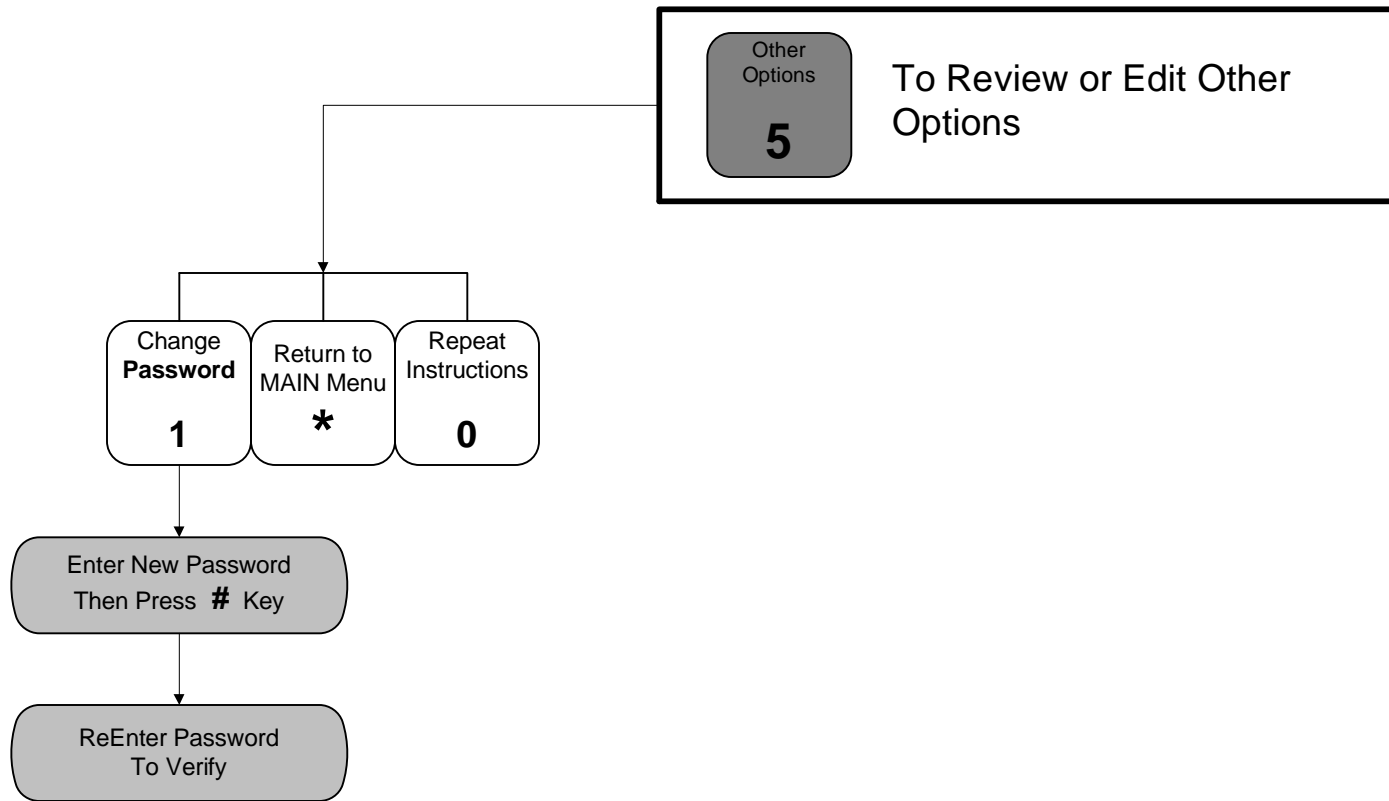 Other
Options
5
To Review or Edit Other
Options
Change
Password
1
Return to
MAIN Menu
*
Repeat
Instructions
0
Enter New Password
Then Press # Key
ReEnter Password
To Verify